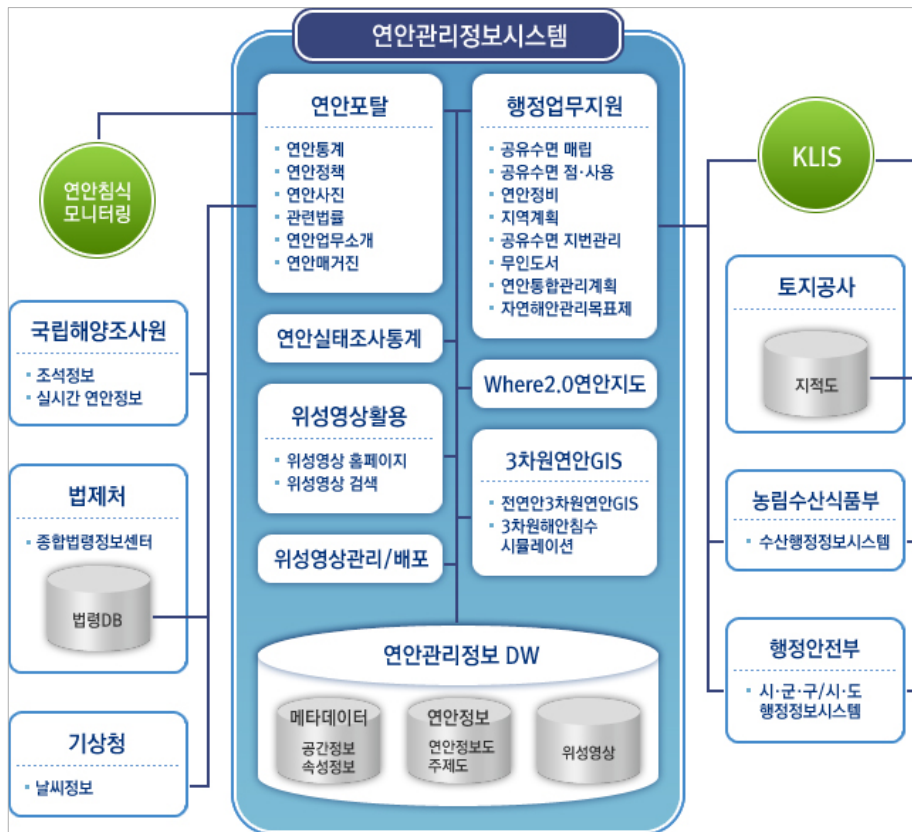 연안관리정보시스템
연안침식
모니터링
국립해양조사원
조석정보
실시간 연안정보
법제처
종합법령정보센터
법령DB
기상청
날씨정보
연안포탈
연안통계
연안정책
연안사진
관련법률
연안업무소개
연안매거진
연안실태조사통계
위성영상활용
위성영상 홈페이지
위성영상 검색
위성영상관리/배포
행정업무지원
공유수면 매립
공유수면 점·사용
연안정비
지역계획
공유수면 지번관리
무인도서
연안통합관리계획
자연해안관리목표제
Where2.0연안지도
3차원연안GIS
전연안3차원연안GIS
3차원해안침수
시뮬레이션
연안관리정보 DW
메타데이터
공간정보
속성정보
연안정보
연안정보도
주제도
위성영상
KLIS
토지공사
지적도
농림수산식품부
수산행정정보시스템
행정안전부
시·군·구/시·도
행정정보시스템